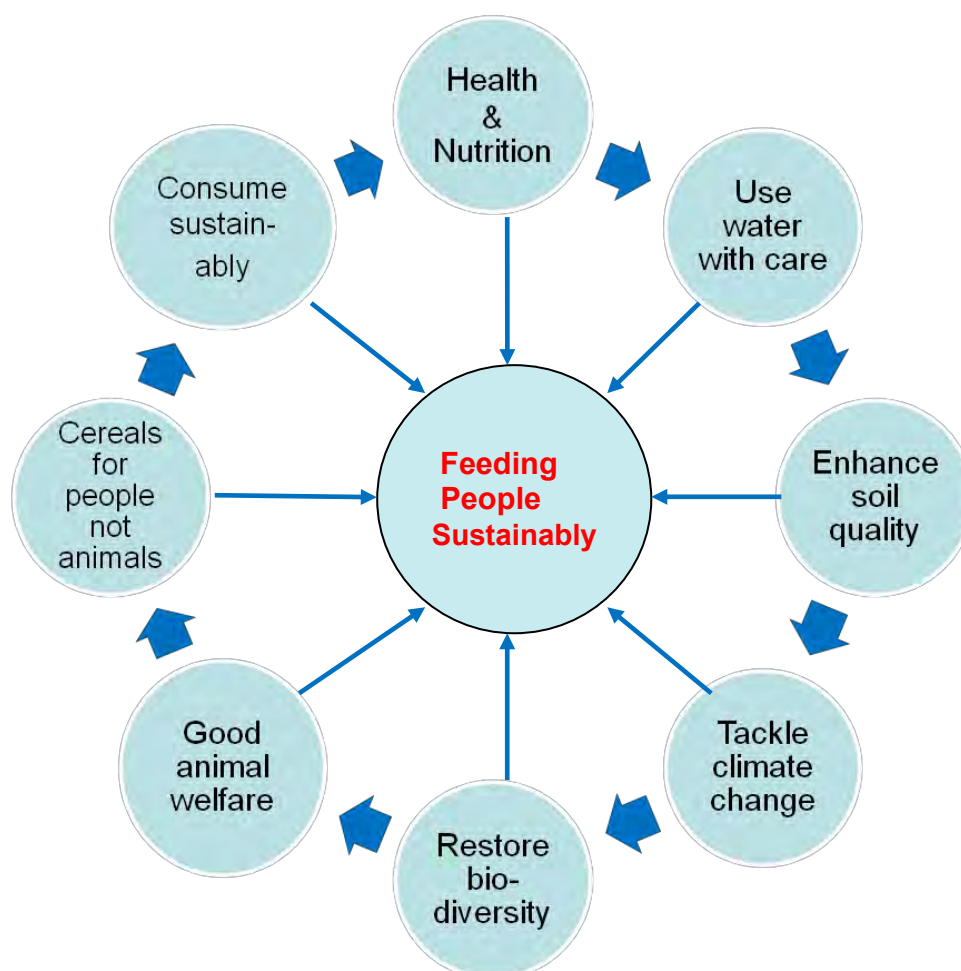 Health
&
Nutrition
Use
water
with care
Enhance
soil
quality
Tackle
climate
change
Restore
bio-
diversity
Good
animal
welfare
Cereals
for
people
not
animals
Consume
sustain-
ably
Feeding
People
Sustainably